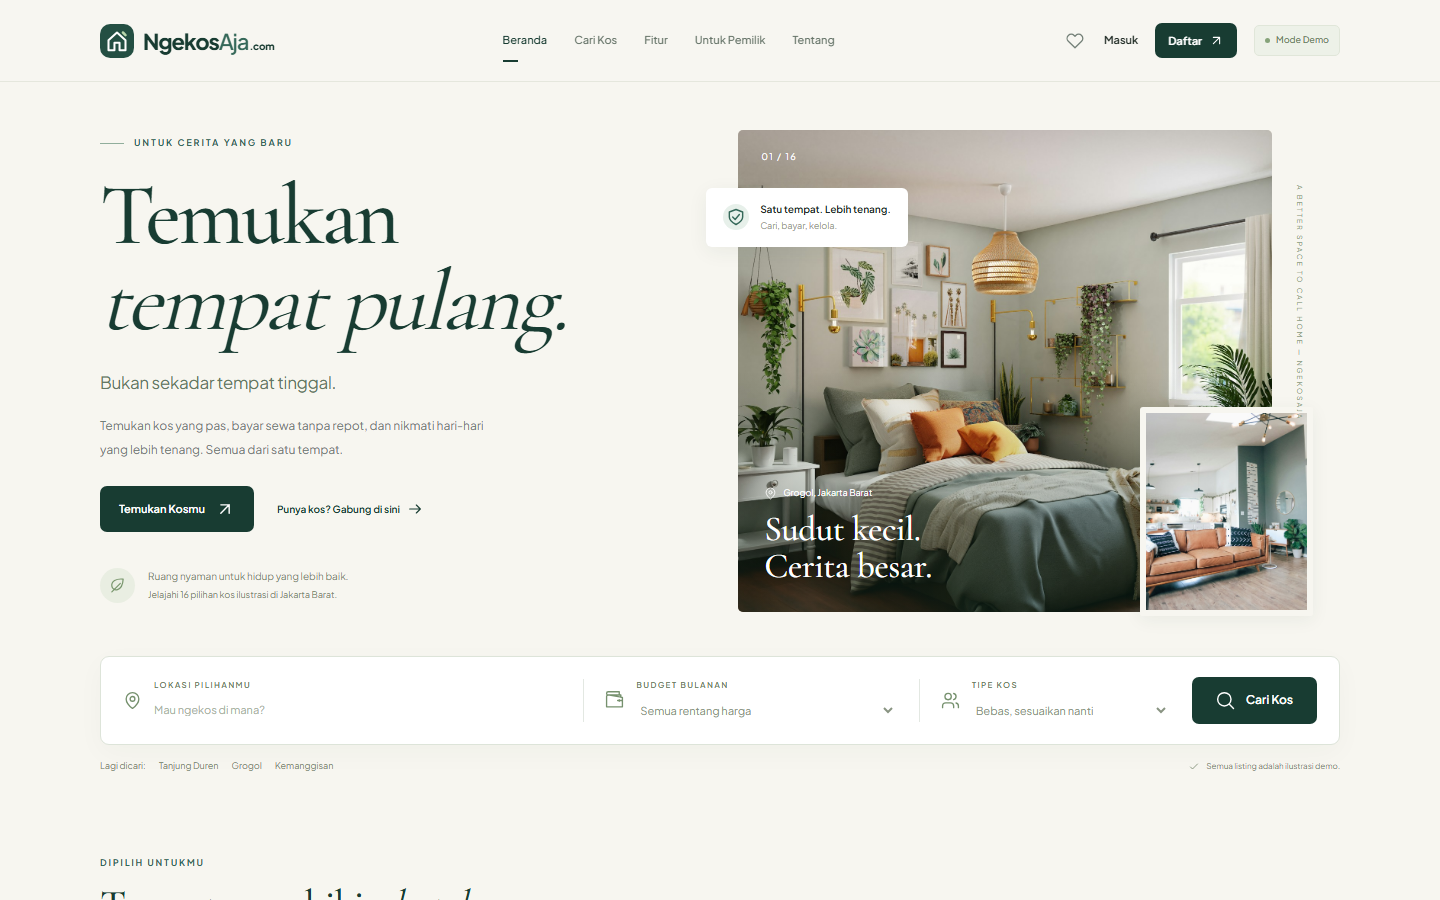 NgekosAja.com
Beranda
Cari Kos
Fitur
Untuk Pemilik
Tentang
Masuk
Daftar
Mode Demo
UNTUK CERITA YANG BARU
Temukan
tempat pulang.
Bukan sekadar tempat tinggal.
Temukan kos yang pas, bayar sewa tanpa repot, dan nikmati hari-hari
yang lebih tenang. Semua dari satu tempat.
Temukan Kosmu
Punya kos? Gabung di sini
Ruang nyaman untuk hidup yang lebih baik.
Jelajahi 16 pilihan kos ilustrasi di Jakarta Barat.
01 / 16
Satu tempat. Lebih tenang.
Cari, bayar, kelola.
Grogol, Jakarta Barat
Sudut kecil.
Cerita besar.
A BETTER SPACE TO CALL HOME — NGEKOSAJ
LOKASI PILIHANMU
Mau ngekos di mana?
BUDGET BULANAN
Semua rentang harga
TIPE KOS
Bebas, sesuaikan nanti
Cari Kos
Lagi dicari:
Tanjung Duren
Grogol
Kemanggisan
Semua listing adalah ilustrasi demo.
DIPILIH UNTUKMU